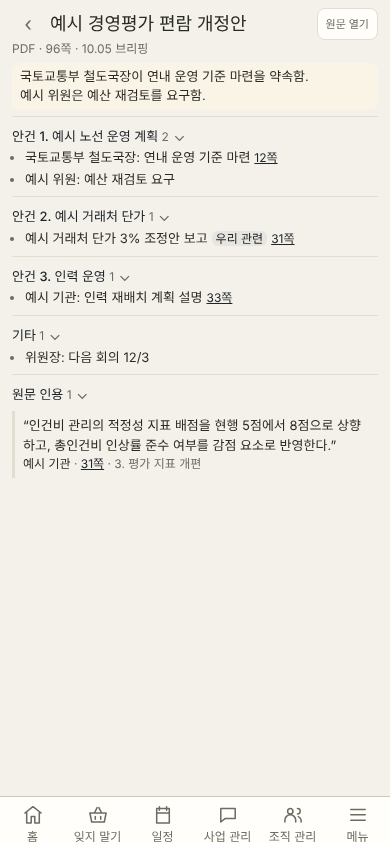 예시 경영평가 편람 개정안
원문 열기
PDF · 96쪽 · 10.05 브리핑
국토교통부 철도국장이 연내 운영 기준 마련을 약속함.
예시 위원은 예산 재검토를 요구함.
안건 1. 예시 노선 운영 계획 2
• 국토교통부 철도국장: 연내 운영 기준 마련 12쪽
• 예시 위원: 예산 재검토 요구
안건 2. 예시 거래처 단가 1
• 예시 거래처 단가 3% 조정안 보고 우리 관련 31쪽
안건 3. 인력 운영 1
• 예시 기관: 인력 재배치 계획 설명 33쪽
기타 1
• 위원장: 다음 회의 12/3
원문 인용 1
“인건비 관리의 적정성 지표 배점을 현행 5점에서 8점으로 상향
하고, 총인건비 인상률 준수 여부를 감점 요소로 반영한다.”
예시 기관 · 31쪽 · 3. 평가 지표 개편
홈 잊지 말기 일정 사업 관리 조직 관리 메뉴